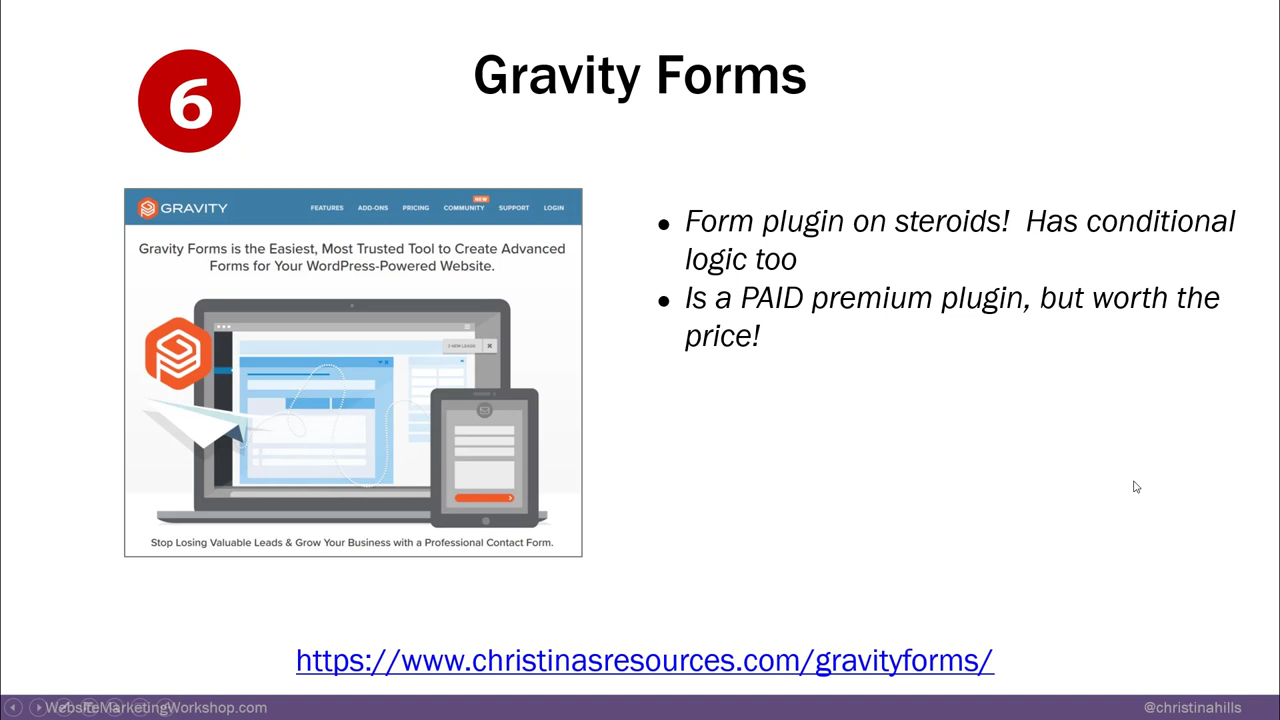 6
Gravity Forms
GRAVITY
FEATURES ADD-ONS PRICING COMMUNITY SUPPORT LOGIN
NEW
Gravity Forms is the Easiest, Most Trusted Tool to Create Advanced
Forms for Your WordPress-Powered Website.
2 NEW LEADS
Stop Losing Valuable Leads & Grow Your Business with a Professional Contact Form.
• Form plugin on steroids! Has conditional
logic too
• Is a PAID premium plugin, but worth the
price!
https://www.christinasresources.com/gravityforms/
WebsiteMarketingWorkshop.com
@christinahills